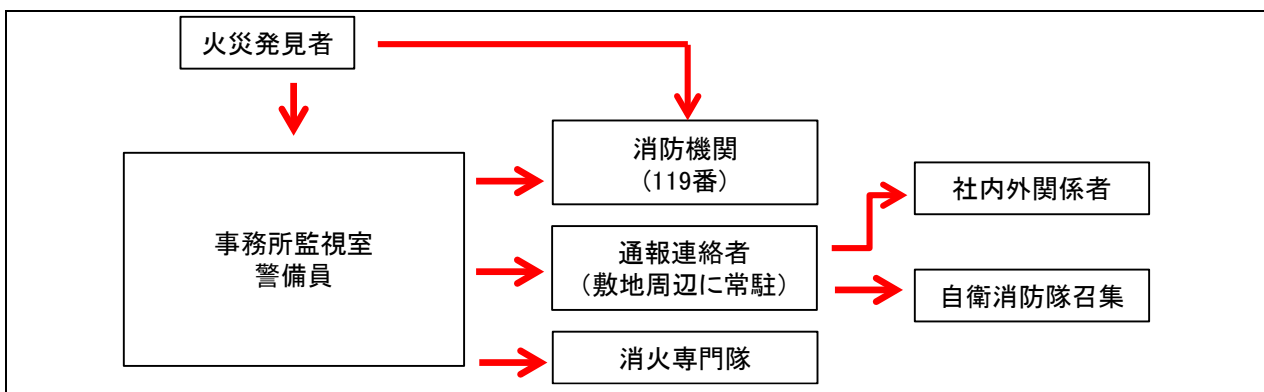 火災発見者
事務所監視室
警備員
消防機関
(119番)
通報連絡者
(敷地周辺に常駐)
消火専門隊
社内外関係者
自衛消防隊召集